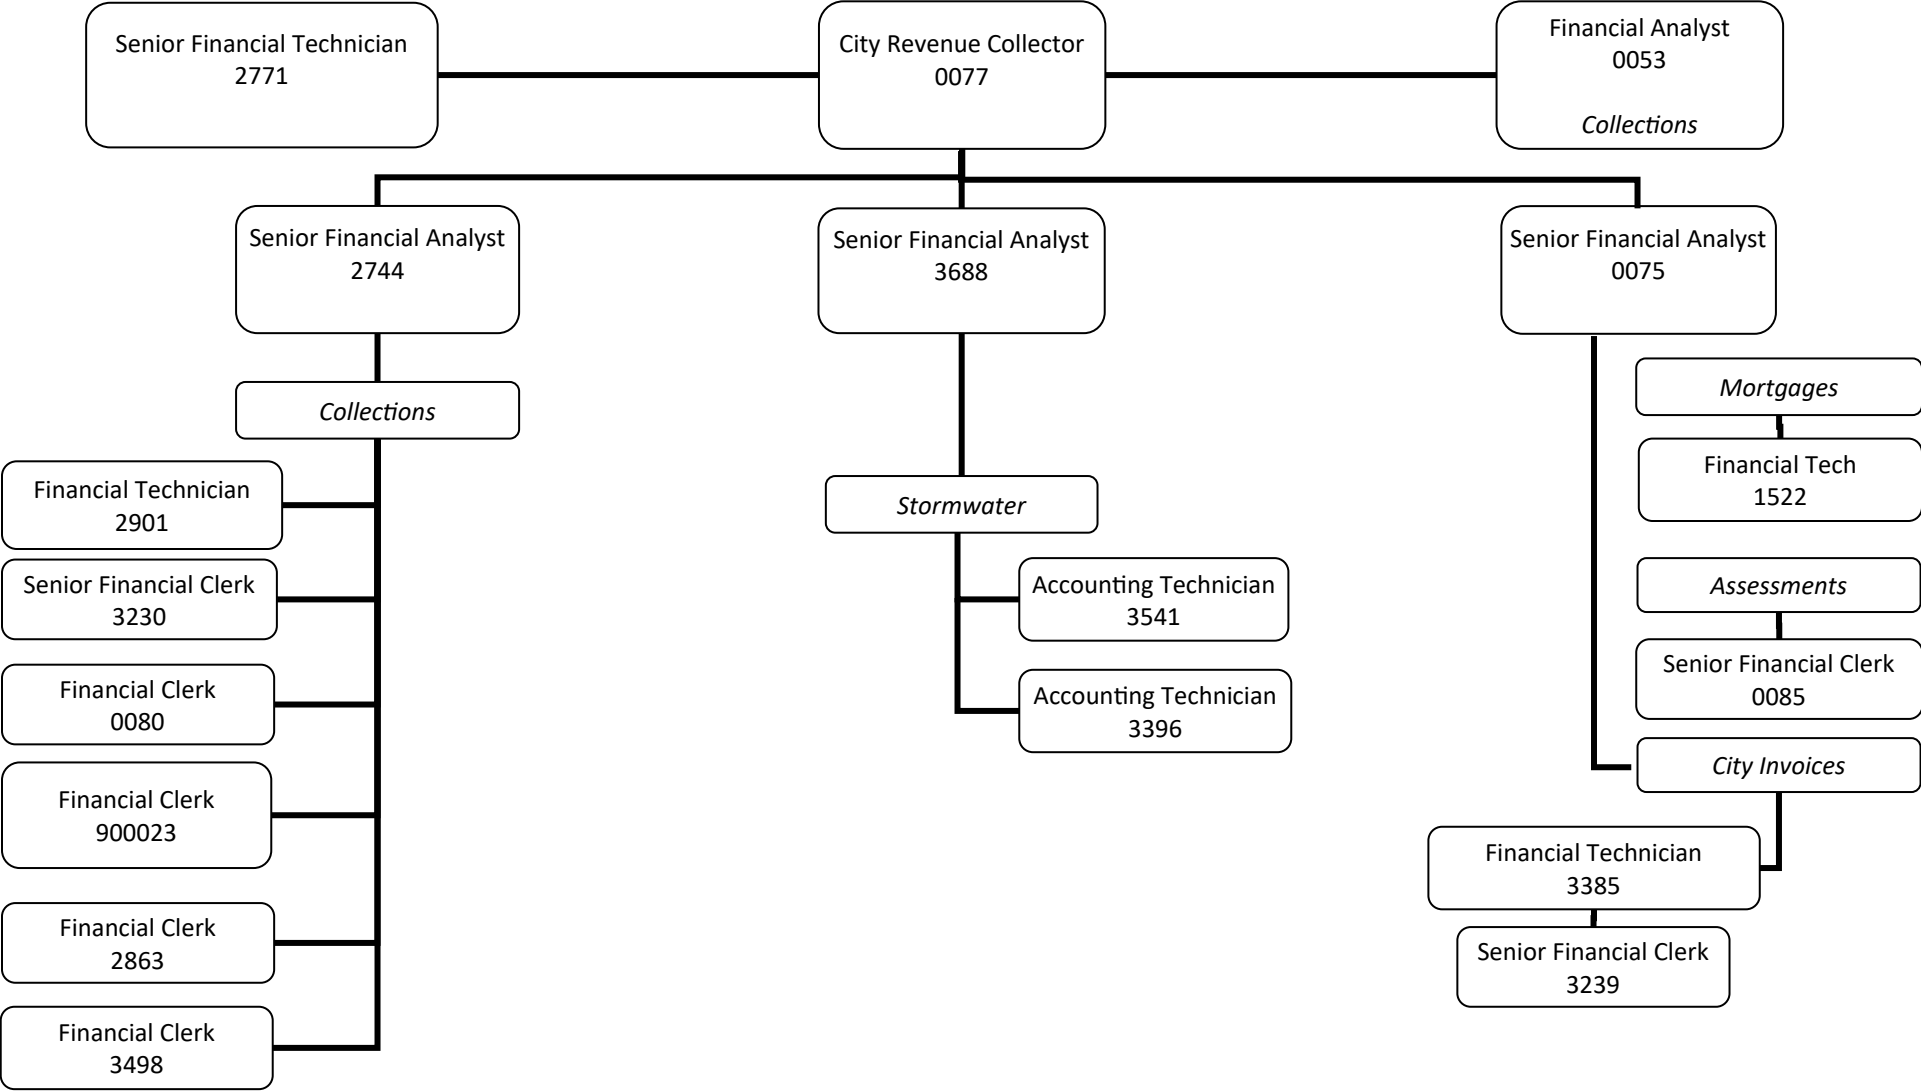 Senior Financial Technician
2771
City Revenue Collector
0077
Financial Analyst
0053
Collections
Senior Financial Analyst
2744
Senior Financial Analyst
3688
Senior Financial Analyst
0075
Collections
Financial Technician
2901
Senior Financial Clerk
3230
Financial Clerk
0080
Financial Clerk
900023
Financial Clerk
2863
Financial Clerk
3498
Stormwater
Accounting Technician
3541
Accounting Technician
3396
Mortgages
Financial Tech
1522
Assessments
Senior Financial Clerk
0085
City Invoices
Financial Technician
3385
Senior Financial Clerk
3239